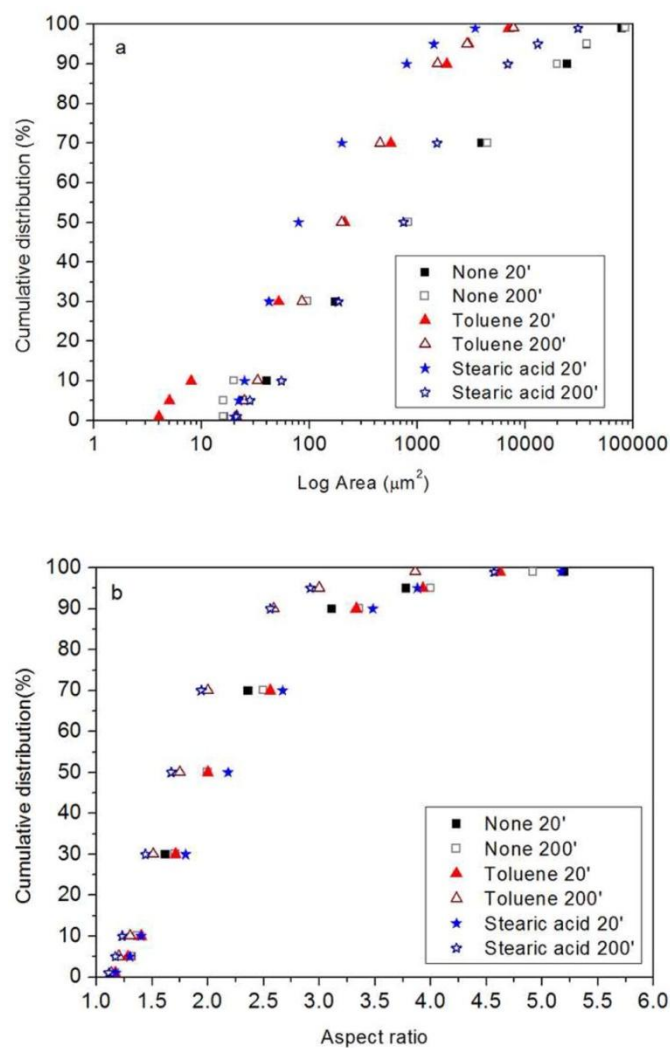 a
Cumulative distribution (%)
100
90
80
70
60
50
40
30
20
10
0
None 20'
None 200'
Toluene 20'
Toluene 200'
Stearic acid 20'
Stearic acid 200'
1 10 100 1000 10000 100000
Log Area (μm²)
b
Cumulative distribution(%)
100
90
80
70
60
50
40
30
20
10
0
None 20'
None 200'
Toluene 20'
Toluene 200'
Stearic acid 20'
Stearic acid 200'
1.0 1.5 2.0 2.5 3.0 3.5 4.0 4.5 5.0 5.5 6.0
Aspect ratio